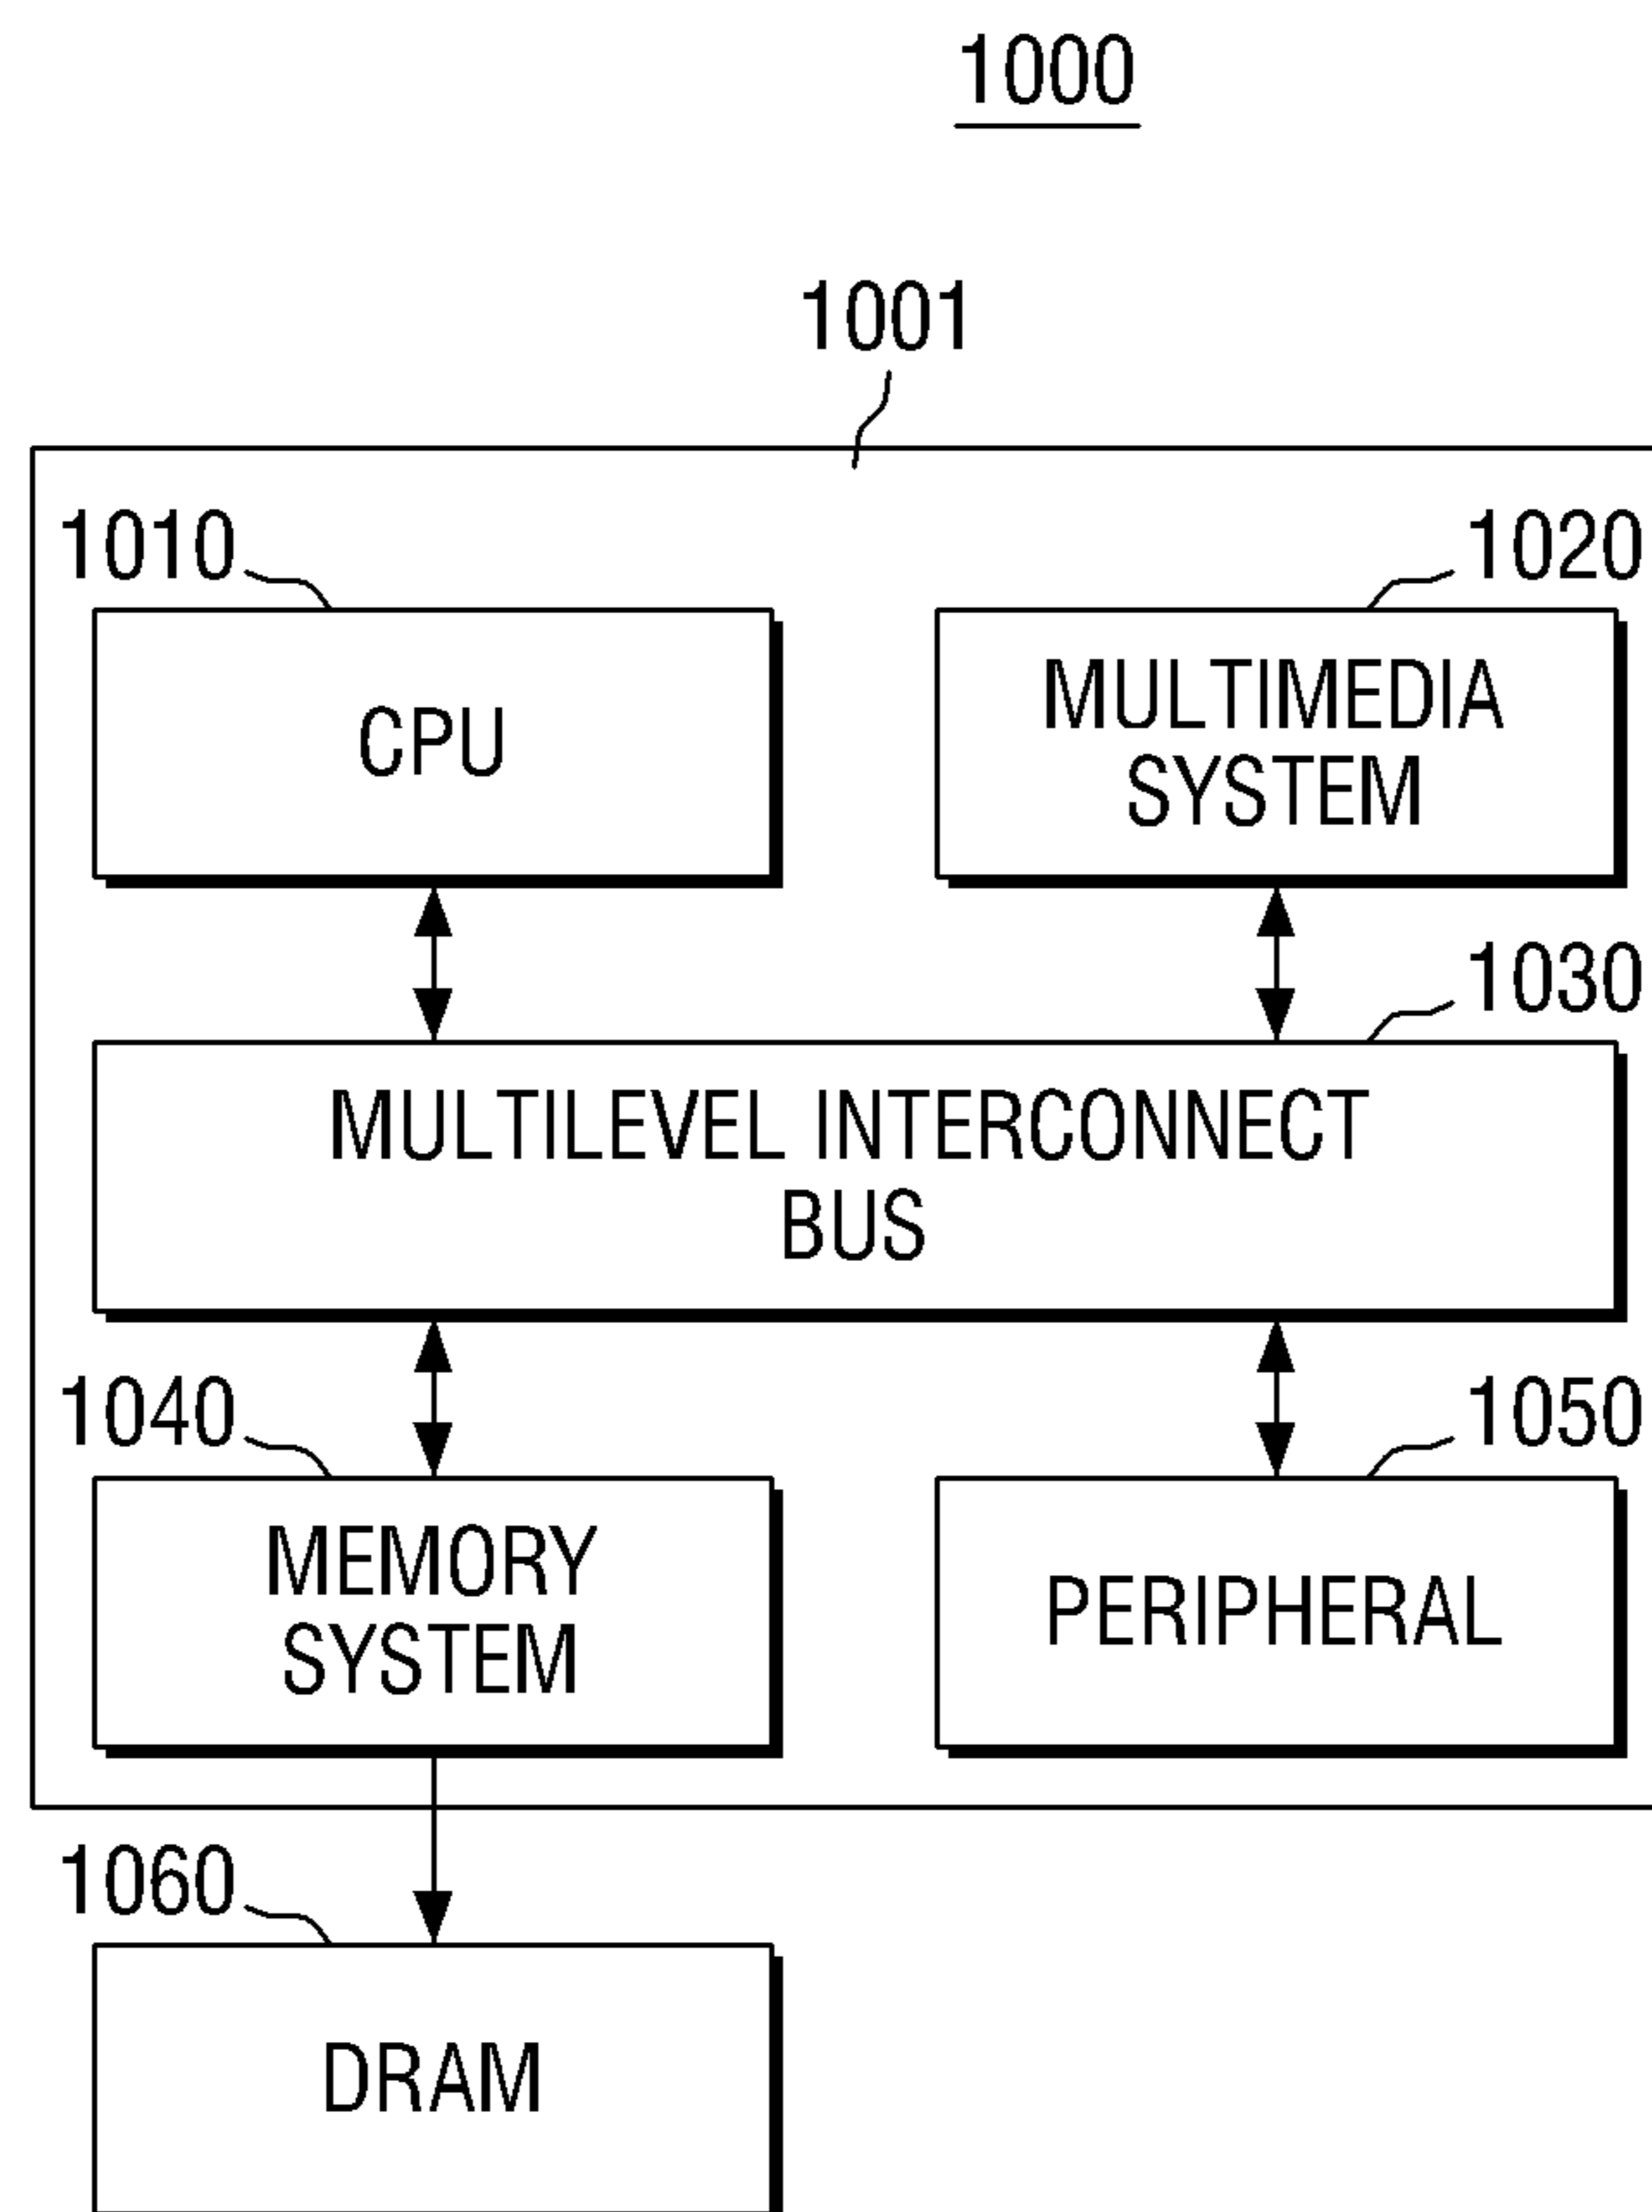 1000
1001
1010
1020
CPU
MULTIMEDIA
SYSTEM
1030
MULTILEVEL INTERCONNECT
BUS
1040
1050
MEMORY
SYSTEM
PERIPHERAL
1060
DRAM